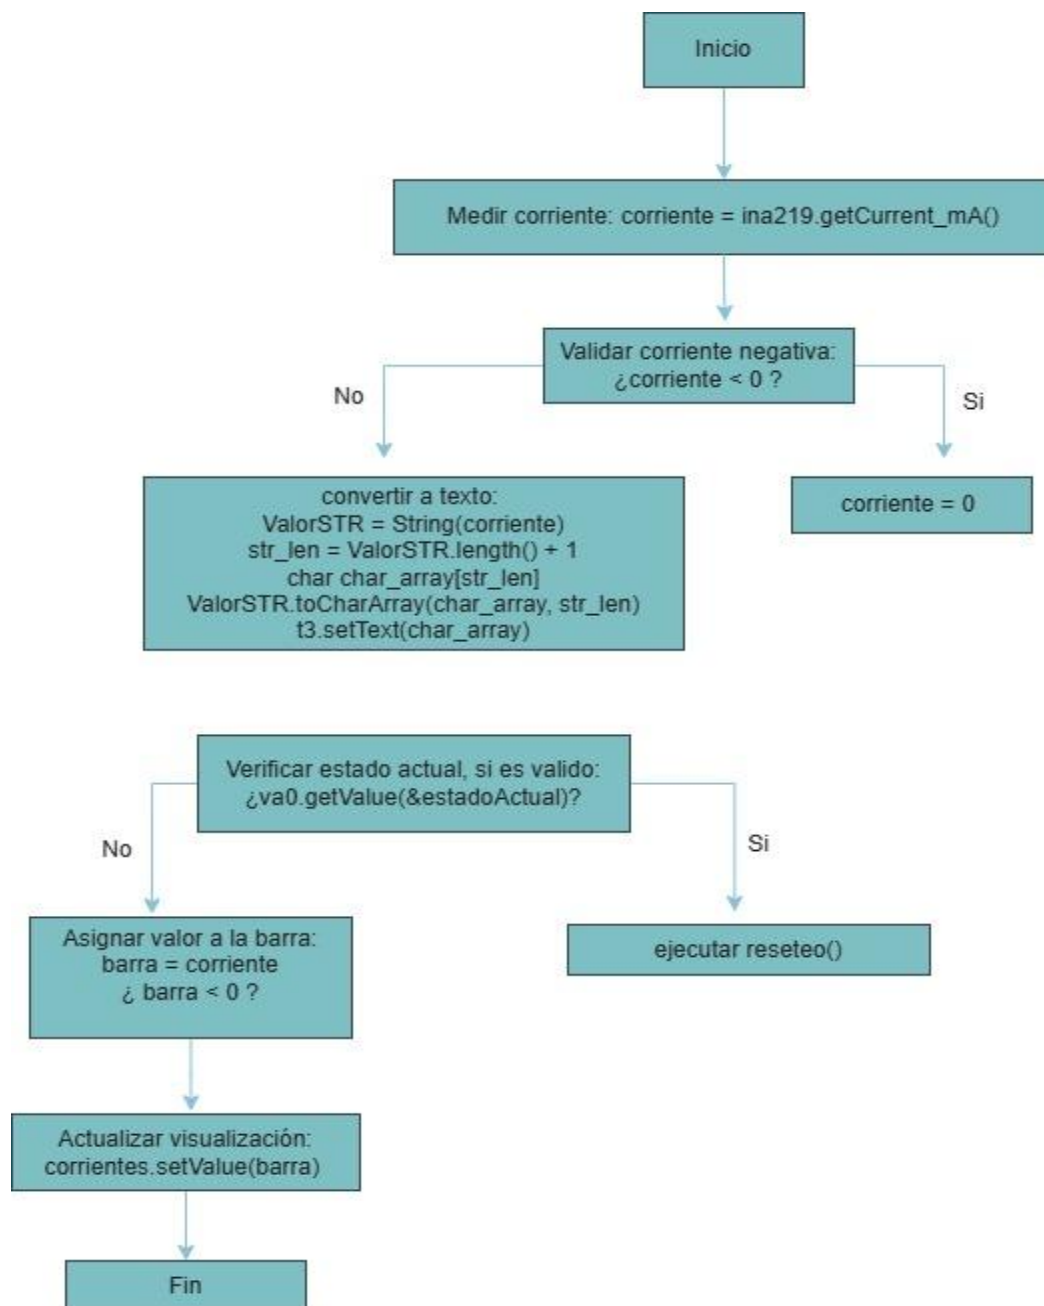 Inicio
Medir corriente: corriente = ina219.getCurrent_mA()
Validar corriente negativa:
¿corriente < 0 ?
No
Si
convertir a texto:
ValorSTR = String(corriente)
str_len = ValorSTR.length() + 1
char char_array[str_len]
ValorSTR.toCharArray(char_array, str_len)
t3.setText(char_array)
corriente = 0
Verificar estado actual, si es valido:
¿va0.getValue(&estadoActual)?
No
Si
Asignar valor a la barra:
barra = corriente
¿ barra < 0 ?
ejecutar reseteo()
Actualizar visualización:
corrientes.setValue(barra)
Fin